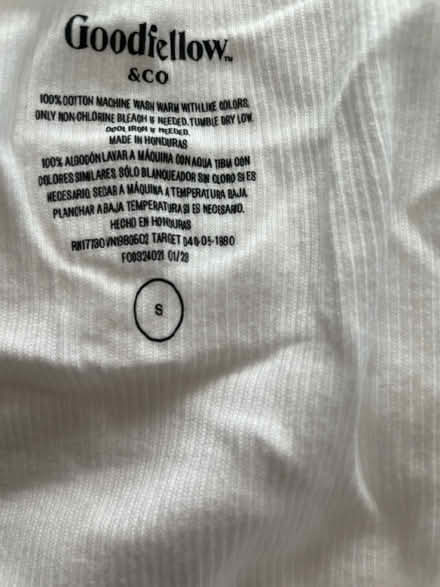 Goodfellow™
&CO
100% COTTON MACHINE WASH WARM WITH LIKE COLORS.
ONLY NON-CHLORINE BLEACH IF NEEDED. TUMBLE DRY LOW.
COOL IRON IF NEEDED.
MADE IN HONDURAS
100% ALGODÓN LAVAR A MÁQUINA CON AGUA TIBIA CON
COLORES SIMILARES. SÓLO BLANQUEADOR SIN CLORO SI ES
NECESARIO. SECAR A MÁQUINA A TEMPERATURA BAJA.
PLANCHAR A BAJA TEMPERATURA SI ES NECESARIO.
HECHO EN HONDURAS
TARGET
S